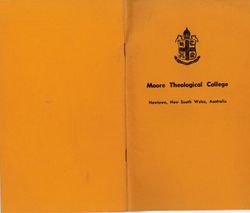 Moore Theological College
Newtown, New South Wales, Australia